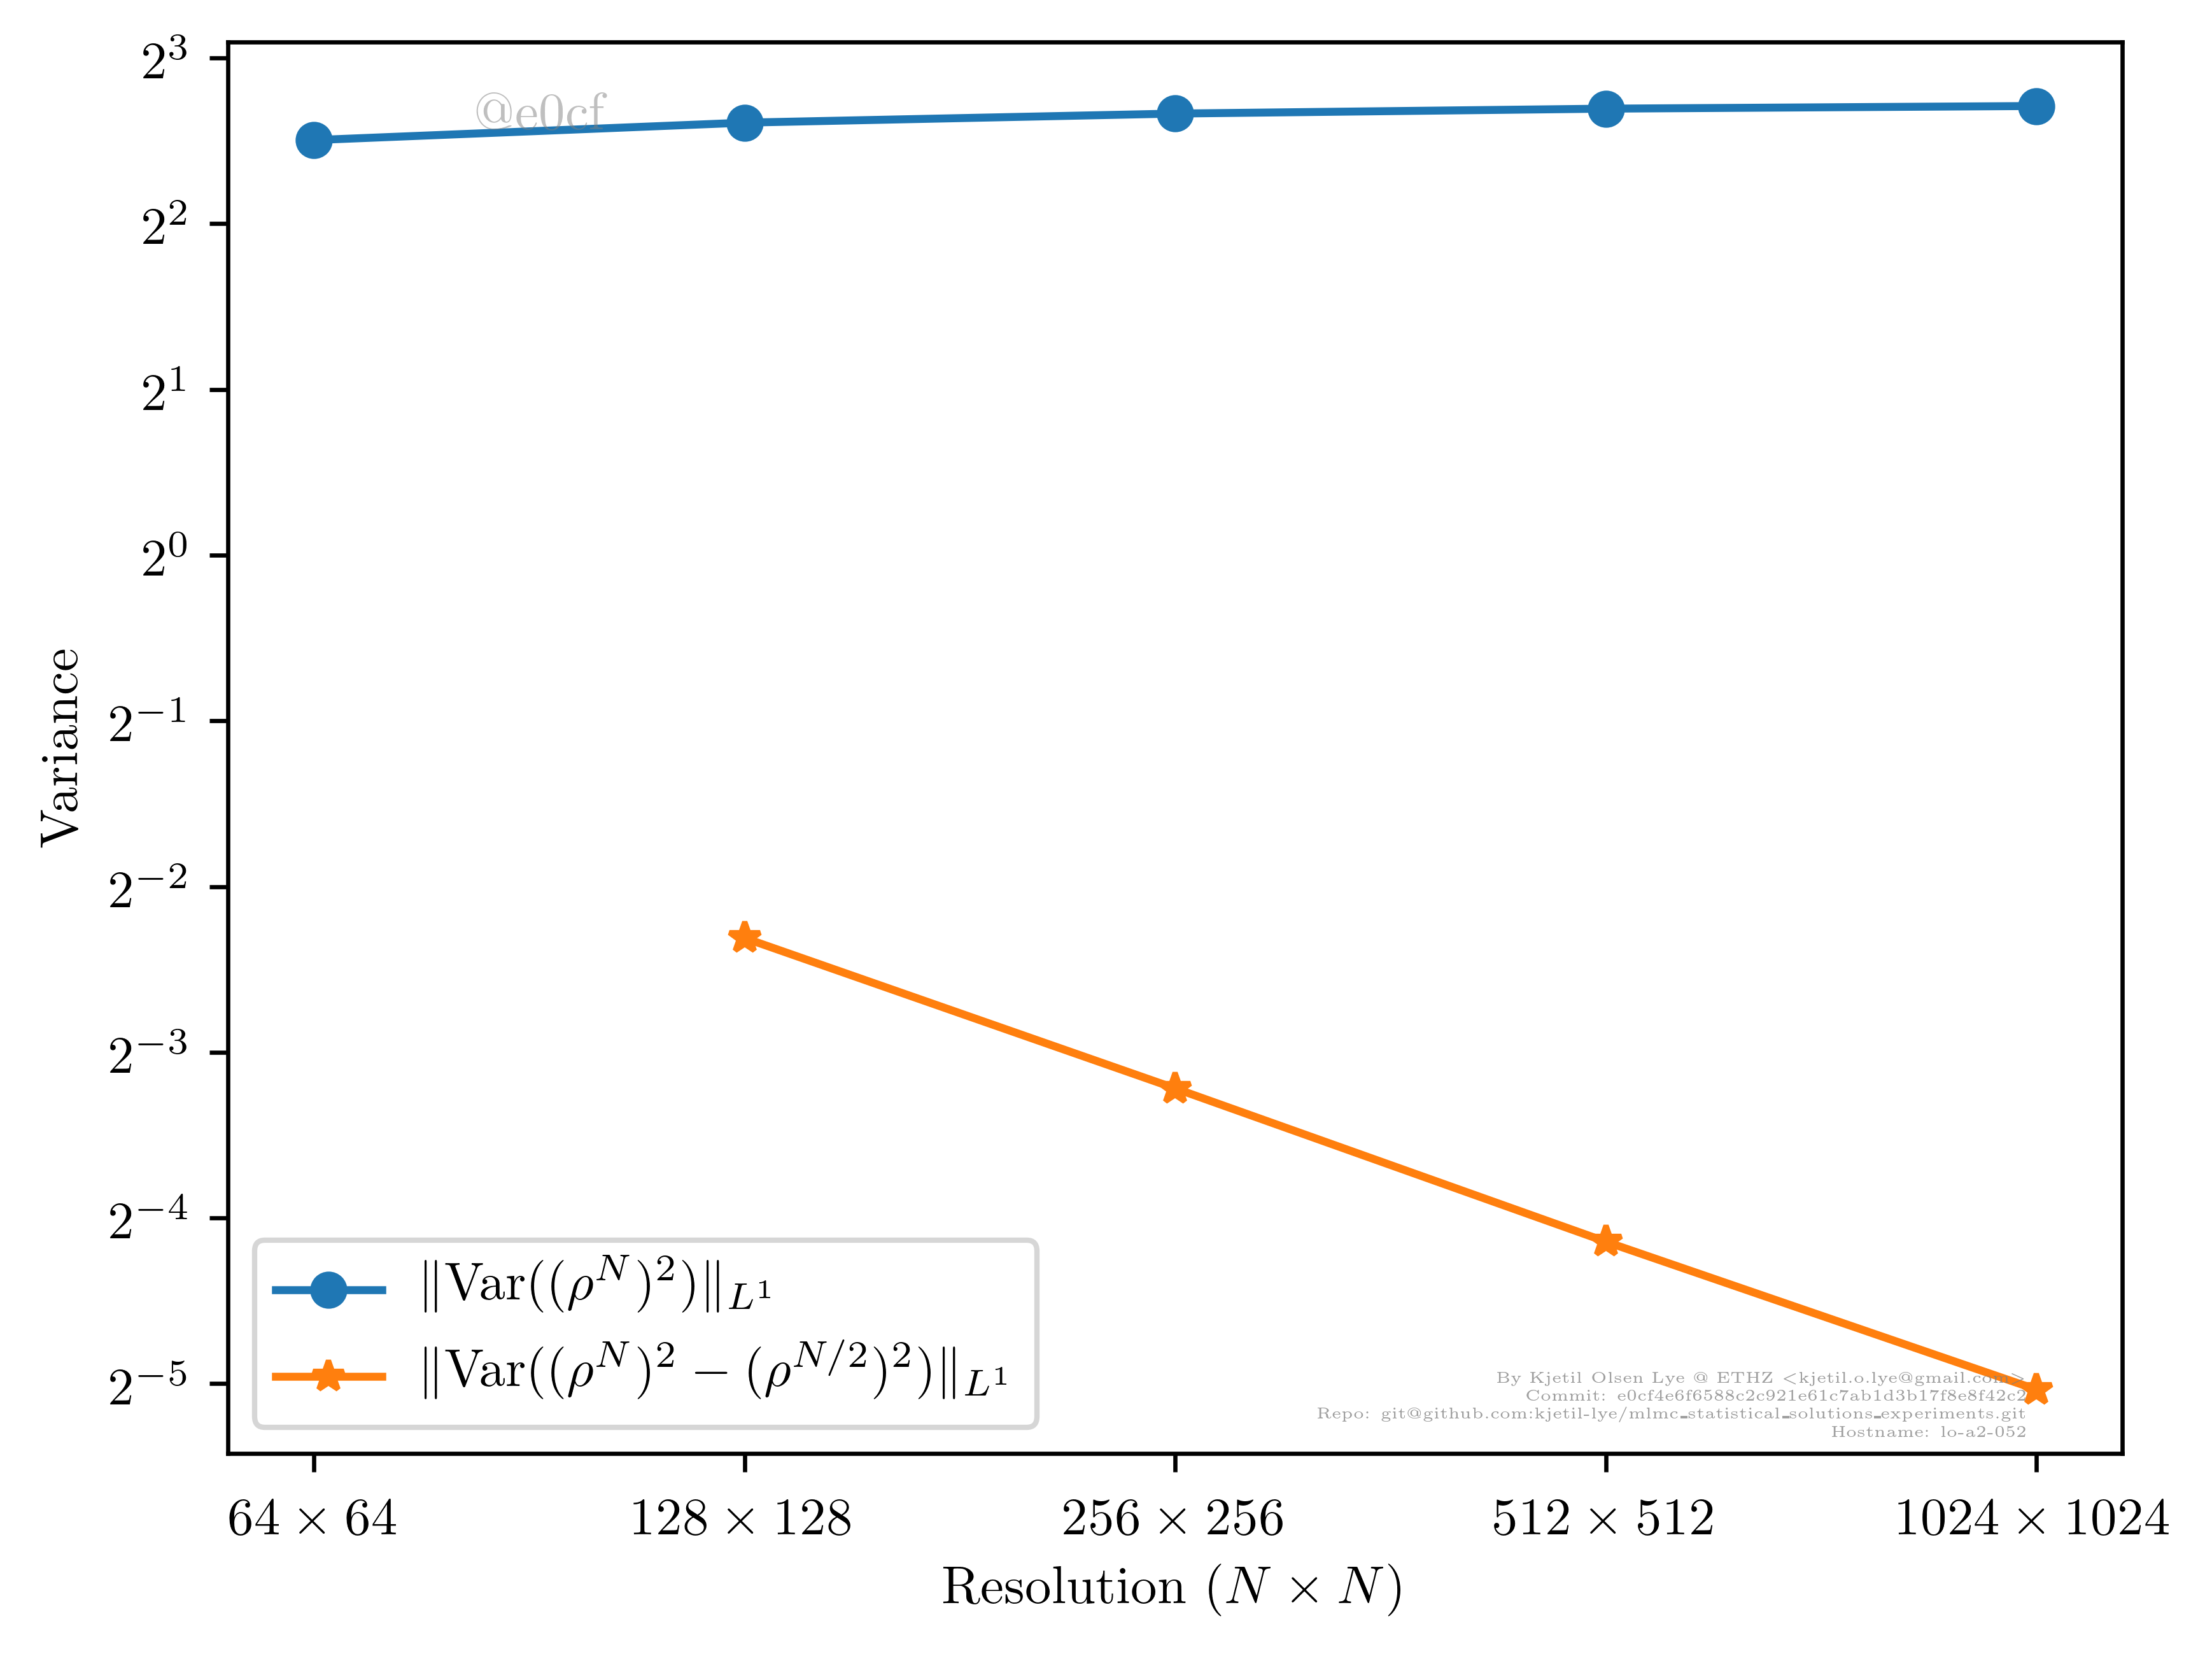 2^3
@e0cf
2^2
2^1
2^0
2^{-1}
2^{-2}
2^{-3}
2^{-4}
2^{-5}
Variance
‖Var((ρ^N)^2)‖_{L^1}
‖Var((ρ^N)^2 − (ρ^{N/2})^2)‖_{L^1}
By Kjetil Olsen Lye @ ETHZ <kjetil.o.lye@gmail.com>
Commit: e0cf4e6f6588c2c921e61c7ab1d3b17f8e8f42c2
Repo: git@github.com:kjetil-lye/mlmc_statistical_solutions_experiments.git
Hostname: lo-a2-052
64 × 64 128 × 128 256 × 256 512 × 512 1024 × 1024
Resolution (N × N)